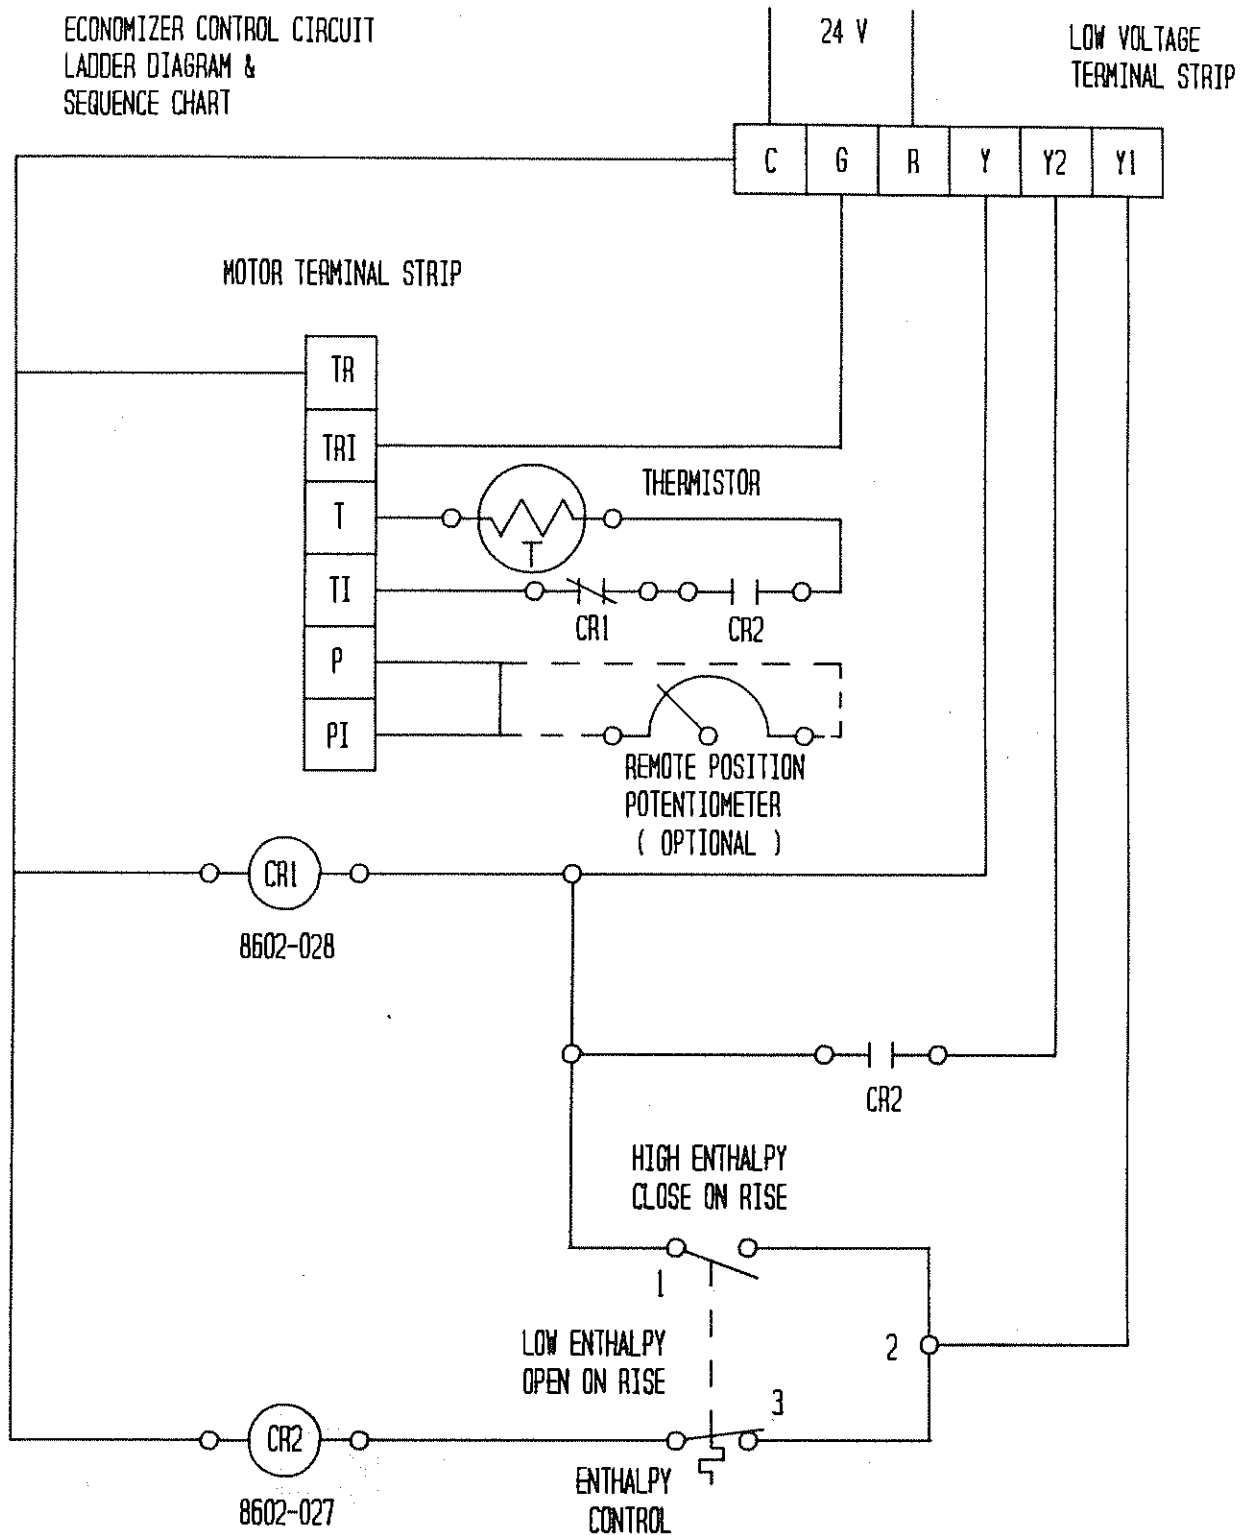 ECONOMIZER CONTROL CIRCUIT
LADDER DIAGRAM &
SEQUENCE CHART
24 V
LOW VOLTAGE
TERMINAL STRIP
C G R Y Y2 Y1
MOTOR TERMINAL STRIP
TR
TRI
THERMISTOR
T
T
TI
CR1 CR2
P
PI
REMOTE POSITION
POTENTIOMETER
( OPTIONAL )
CR1
8602-028
CR2
HIGH ENTHALPY
CLOSE ON RISE
1
LOW ENTHALPY
OPEN ON RISE
2
3
CR2
8602-027
ENTHALPY
CONTROL